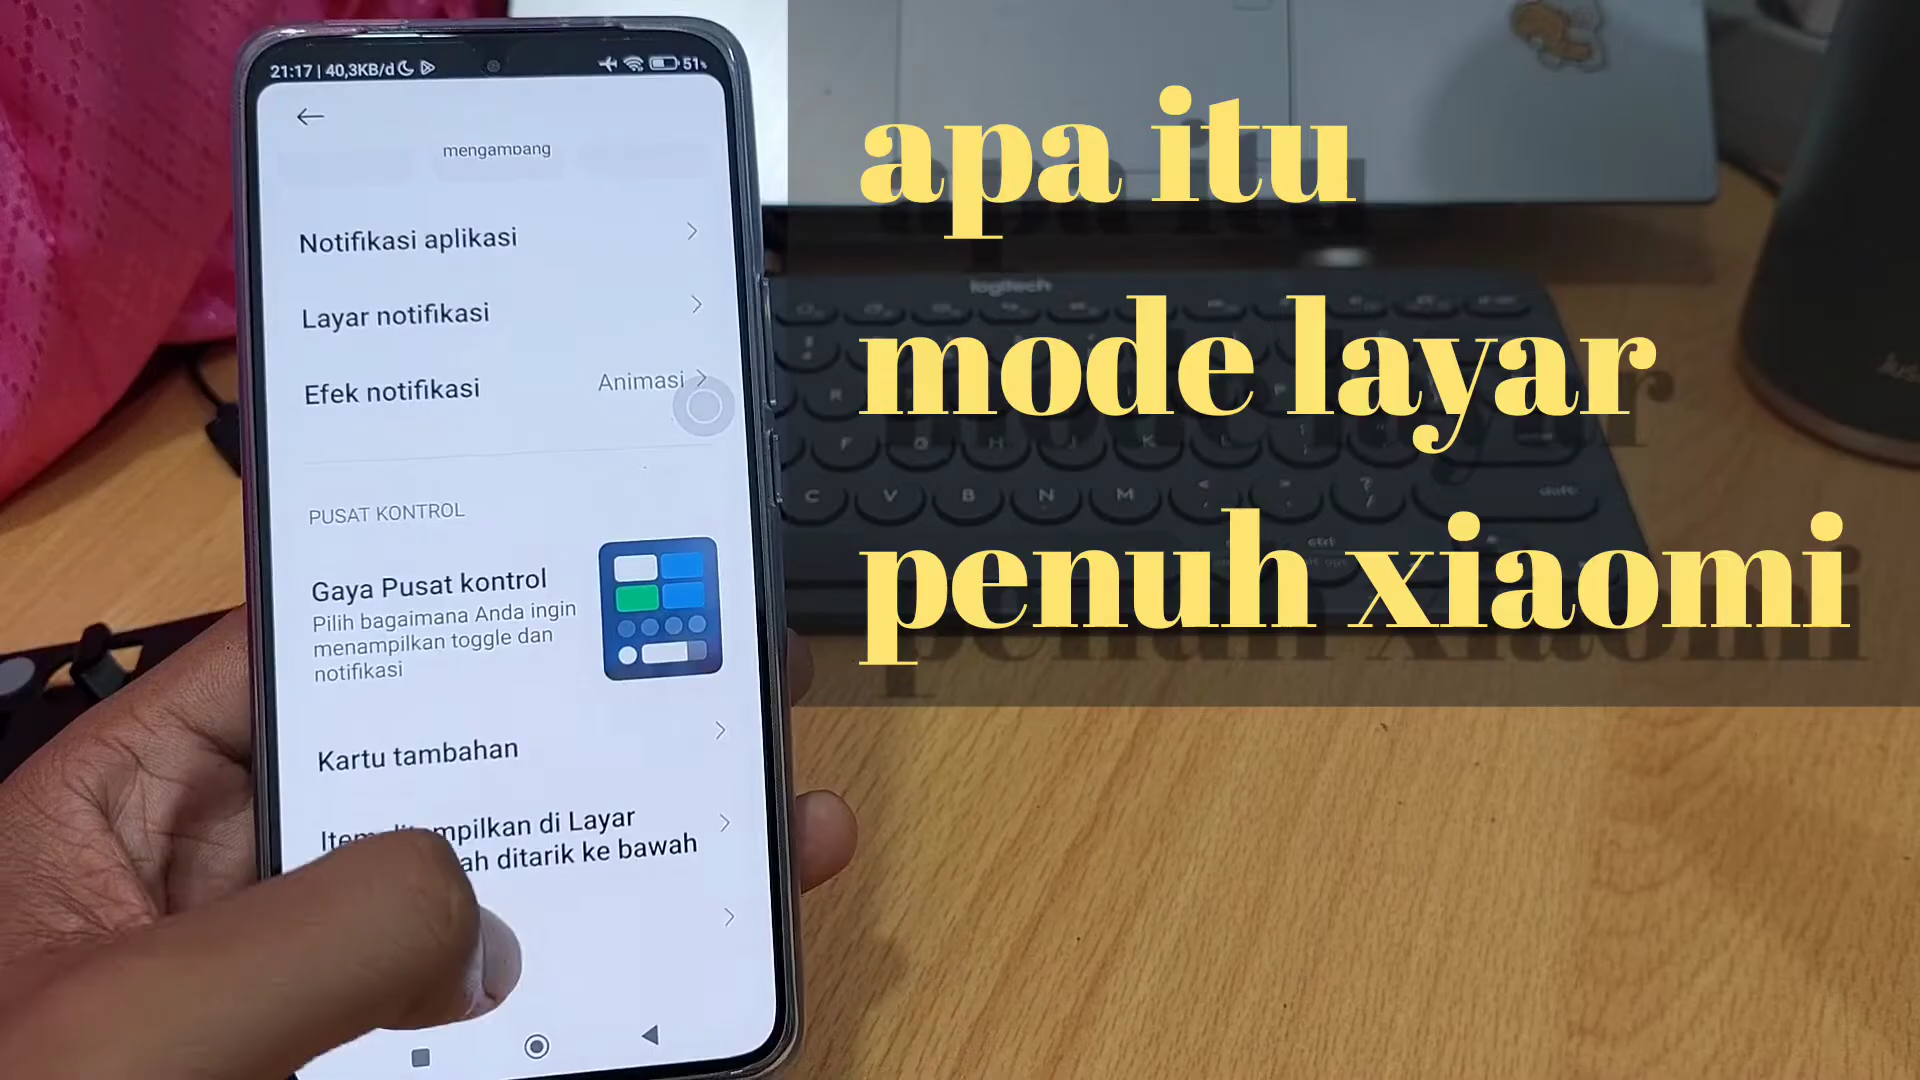 21:17 | 40,3KB/d
51%
mengambang
Notifikasi aplikasi
Layar notifikasi
Efek notifikasi
Animasi
PUSAT KONTROL
Gaya Pusat kontrol
Pilih bagaimana Anda ingin
menampilkan toggle dan
notifikasi
Kartu tambahan
di Layar
ditarik ke bawah
apa itu
mode layar
penuh xiaomi
logitech
F G H J K L
C V B N M
shift
ctrl